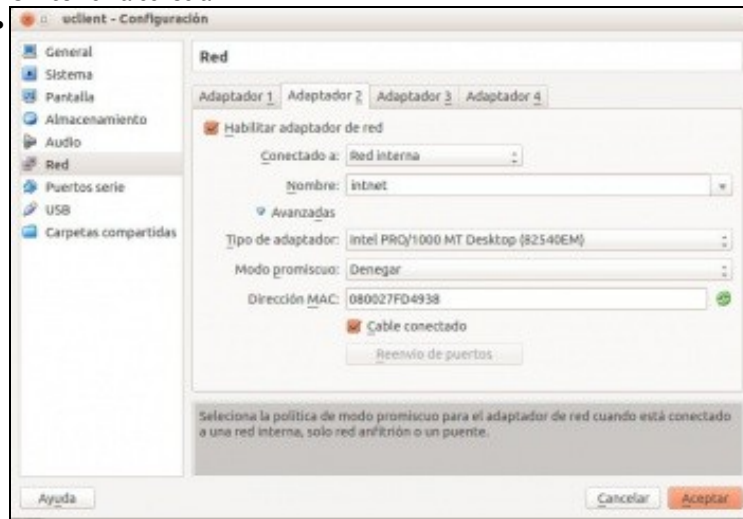 uclient - Configuración
General
Sistema
Pantalla
Almacenamiento
Audio
Red
Puertos serie
USB
Carpetas compartidas
Red
Adaptador 1 Adaptador 2 Adaptador 3 Adaptador 4
Habilitar adaptador de red
Conectado a: Red interna
Nombre: intnet
Avanzadas
Tipo de adaptador: Intel PRO/1000 MT Desktop (82540EM)
Modo promiscuo: Denegar
Dirección MAC: 080027FD4938
Cable conectado
Reenvío de puertos
Selecciona la política de modo promiscuo para el adaptador de red cuando está conectado
a una red interna, solo red anfitrión o un puente.
Ayuda Cancelar Aceptar